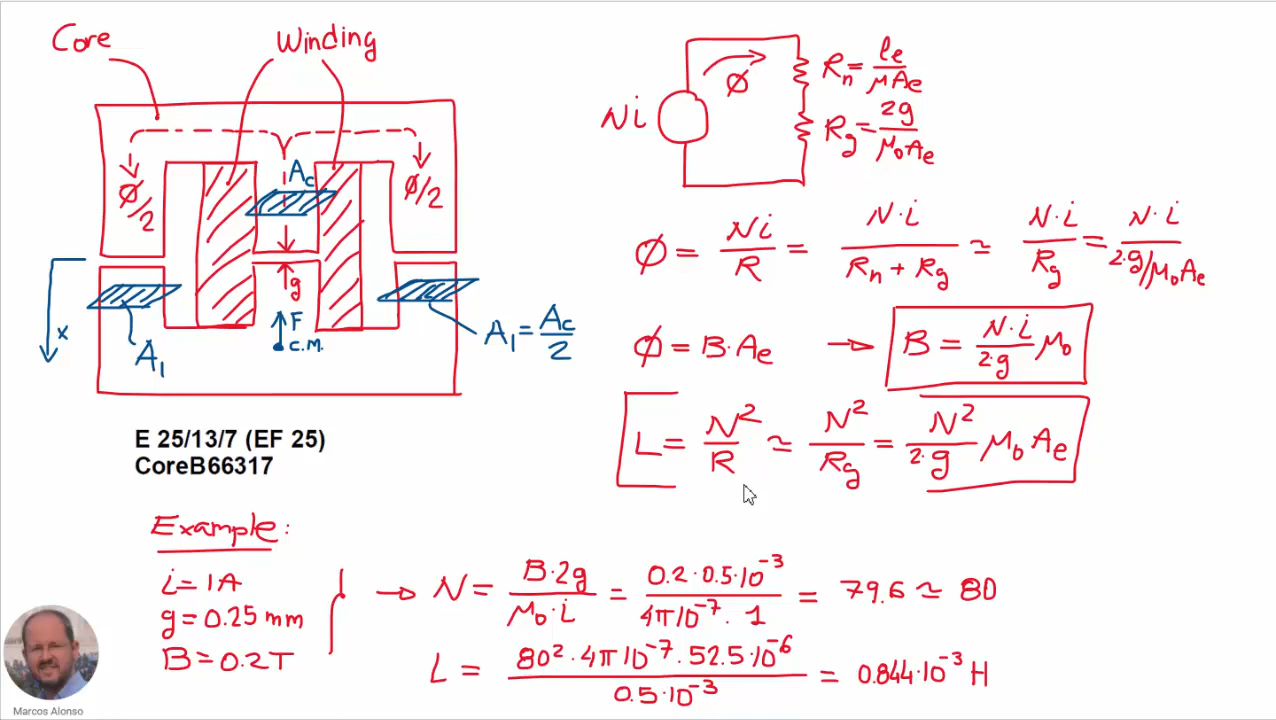 Core
Winding
Ac
ϕ/2
ϕ/2
g
x
F
C.M.
A₁
A₁ = Ac/2
E 25/13/7 (EF 25)
CoreB66317
Ni
ϕ
Rn = le/μAe
Rg = 2g/μ₀Ae
ϕ = Ni/R = N·i/(Rn + Rg) ≃ N·i/Rg = N·i/(2·g/μ₀Ae)
ϕ = B·Ae → B = N·i/2·g μ₀
L = N²/R ≃ N²/Rg = N²/2·g μ₀ Ae
Example:
i = 1A
g = 0.25 mm
B = 0.2T
→ N = B·2g/μ₀·i = 0.2·0.5·10⁻³/4π10⁻⁷·1 = 79.6 ≃ 80
L = 80²·4π10⁻⁷·52.5·10⁻⁶/0.5·10⁻³ = 0.844·10⁻³ H
Marcos Alonso